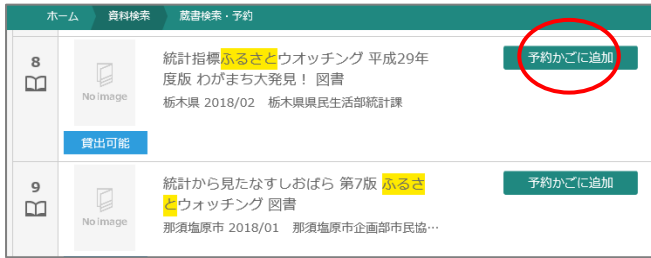 ホーム 資料検索 蔵書検索・予約
8
統計指標ふるさとウオッチング 平成29年
度版 わがまち大発見！ 図書
栃木県 2018/02 栃木県県民生活部統計課
予約かごに追加
No Image
貸出可能
9
統計から見たなすしおばら 第7版 ふるさ
とウォッチング 図書
那須塩原市 2018/01 那須塩原市企画部市民協…
予約かごに追加
No Image